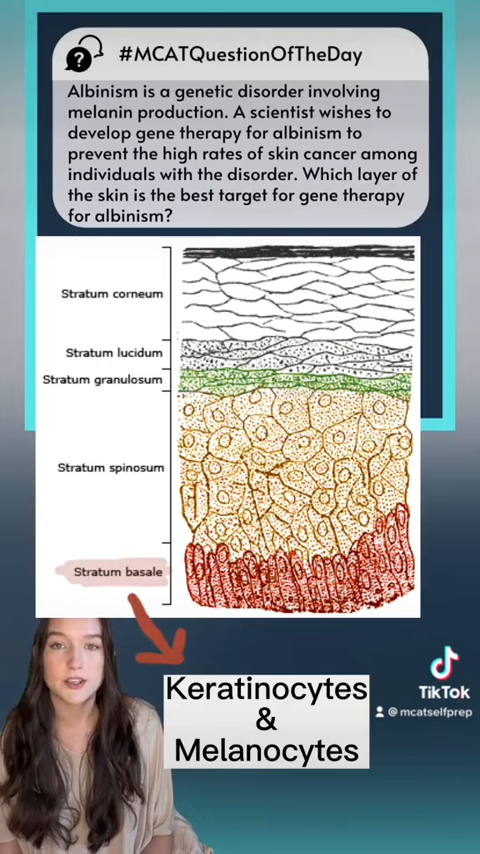 #MCATQuestionOfTheDay
Albinism is a genetic disorder involving
melanin production. A scientist wishes to
develop gene therapy for albinism to
prevent the high rates of skin cancer among
individuals with the disorder. Which layer of
the skin is the best target for gene therapy
for albinism?
Stratum corneum
Stratum lucidum
Stratum granulosum
Stratum spinosum
Stratum basale
Keratinocytes
&
Melanocytes
TikTok
@mcatselfprep